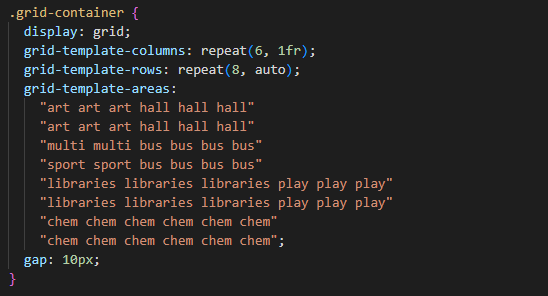 .grid-container {
  display: grid;
  grid-template-columns: repeat(6, 1fr);
  grid-template-rows: repeat(8, auto);
  grid-template-areas:
    "art art art hall hall hall"
    "art art art hall hall hall"
    "multi multi bus bus bus bus"
    "sport sport bus bus bus bus"
    "libraries libraries libraries play play play"
    "libraries libraries libraries play play play"
    "chem chem chem chem chem chem"
    "chem chem chem chem chem chem";
  gap: 10px;
}